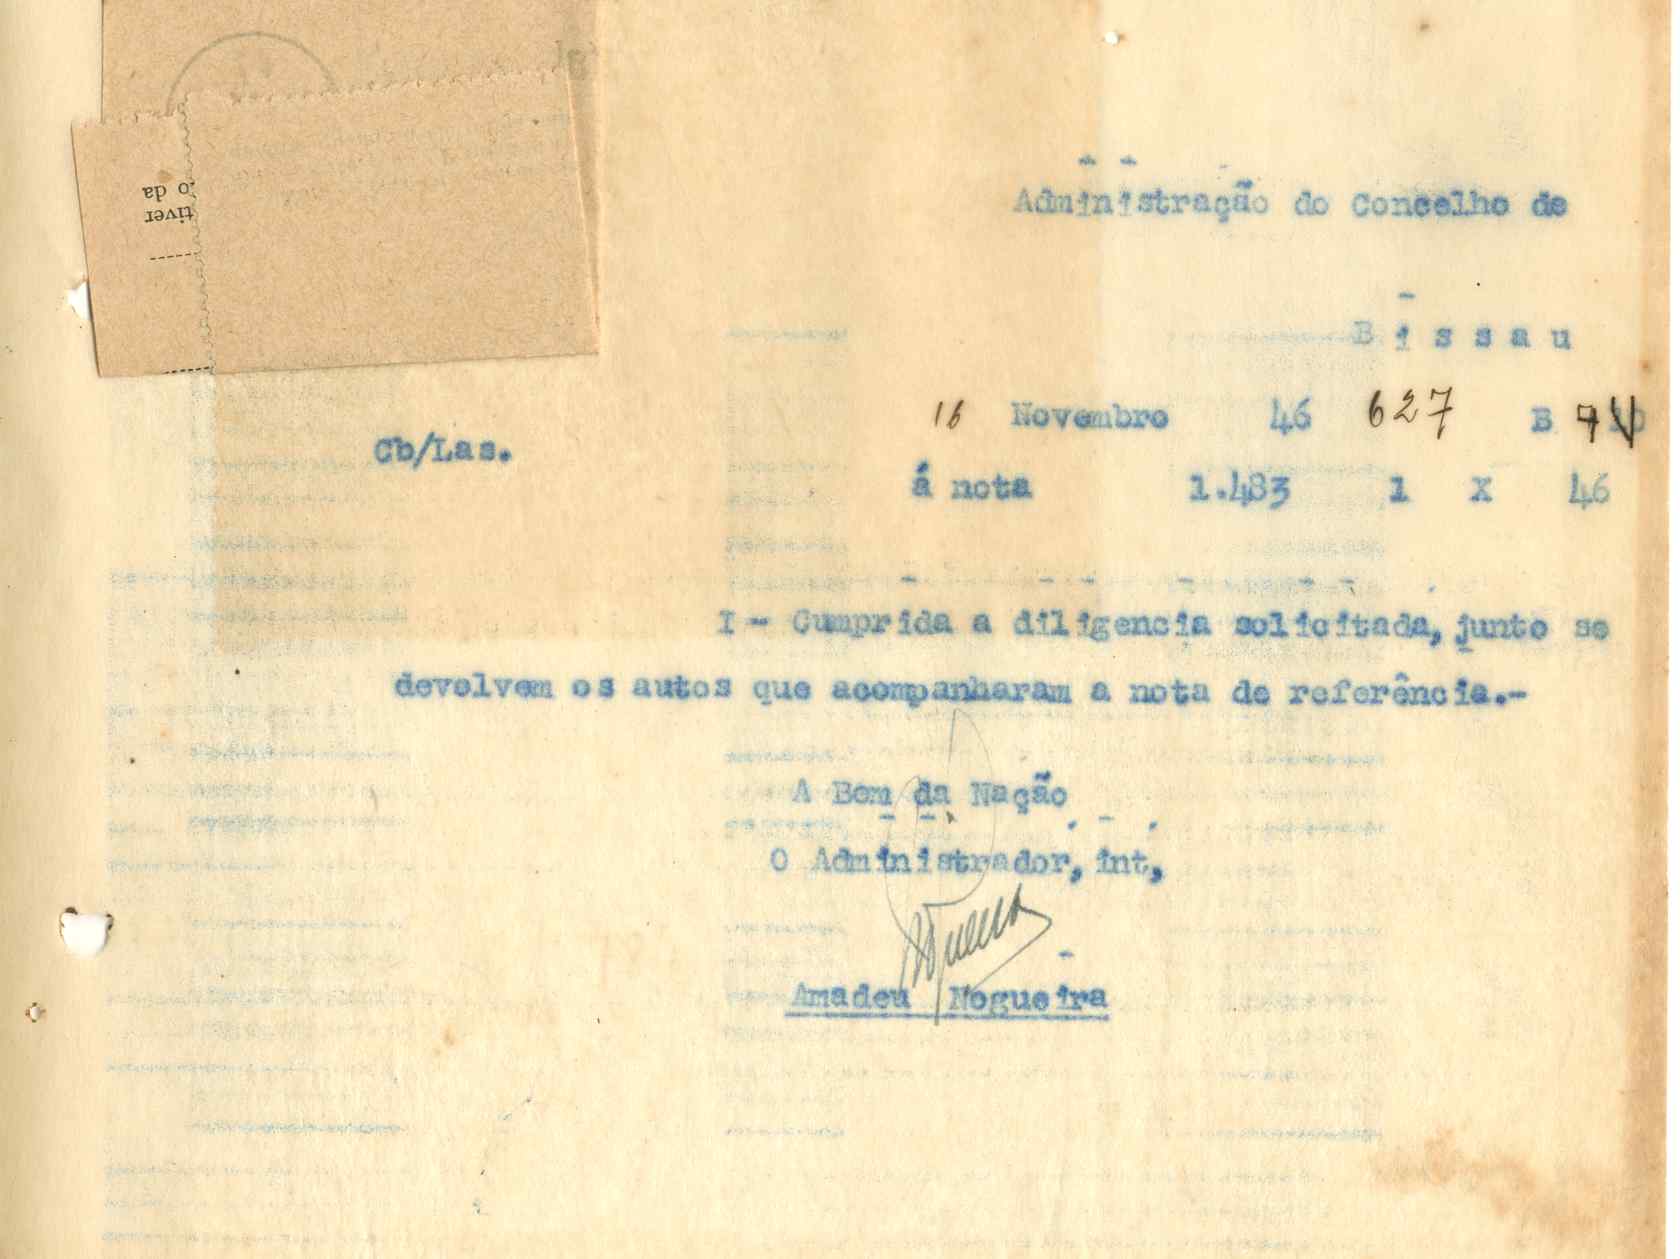 o da
tiver
Administração do Concelho de
Bissau
16 Novembro 46 627 B
Cb/Las.
á nota 1.483 1 X 46
I - Cumprida a diligencia solicitada, junto se
devolvem os autos que acompanharam a nota de referência.-
A Bem da Nação
O Administrador, int,
Amadeu Nogueira